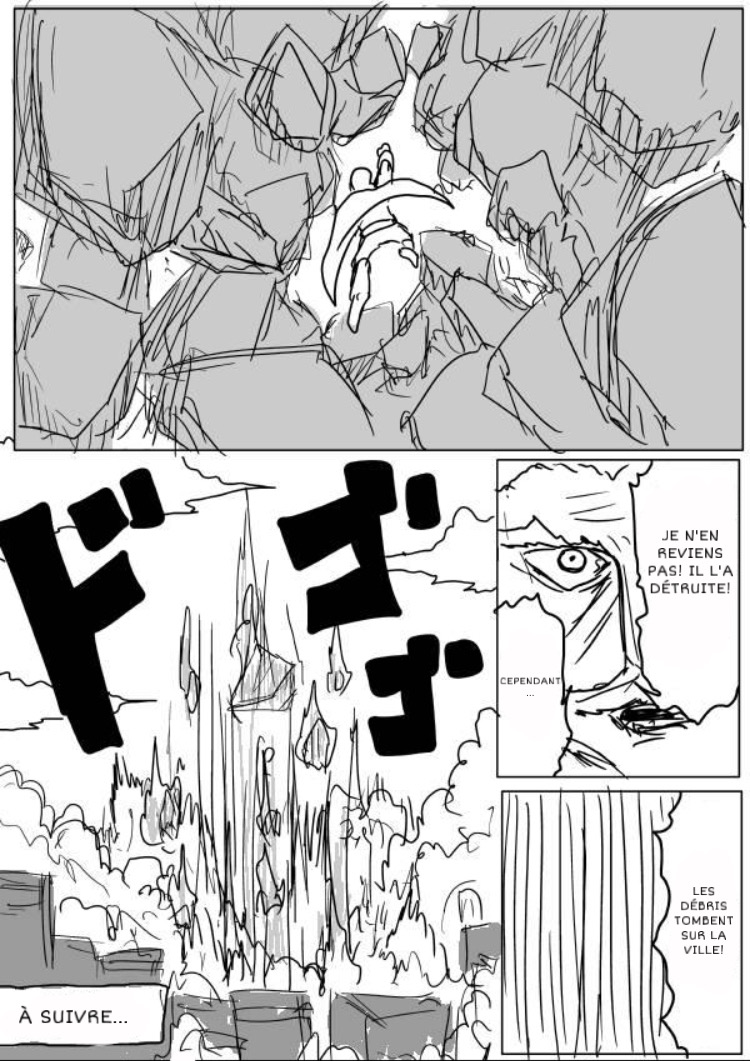 JE N'EN
REVIENS
PAS! IL L'A
DÉTRUITE!
CEPENDANT
...
LES
DÉBRIS
TOMBENT
SUR LA
VILLE!
ドゴゴ
À SUIVRE...